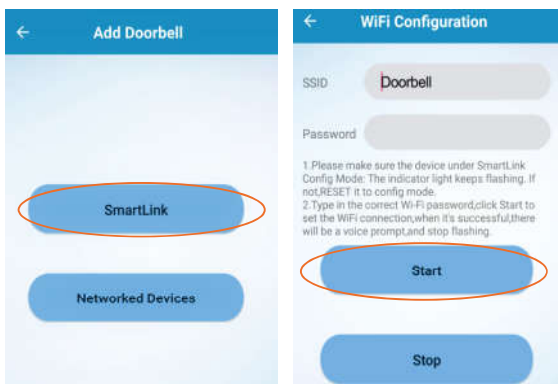 Add Doorbell
SmartLink
Networked Devices
WiFi Configuration
SSID Doorbell
Password
1.Please make sure the device under SmartLink
Config Mode: The indicator light keeps flashing. If
not,RESET it to config mode.
2.Type in the correct Wi-Fi password,click Start to
set the WiFi connection,when it's successful,there
will be a voice prompt,and stop flashing.
Start
Stop